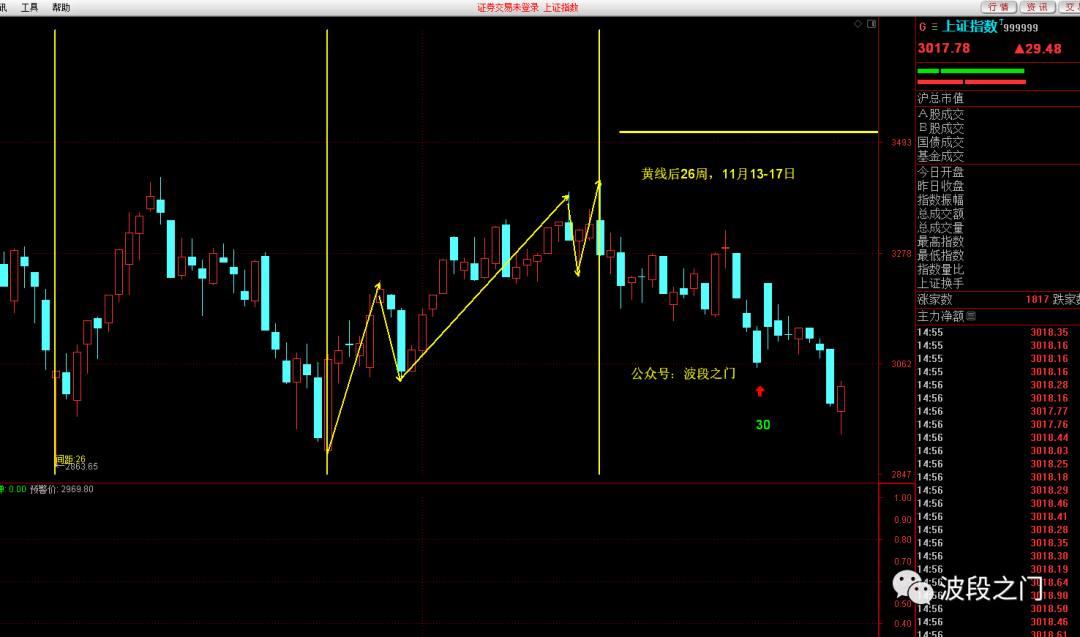 讯 工具 帮助
证券交易未登录 上证指数
行情 资讯
6 上证指数 999999
3017.78 ▲29.48
沪总市值
A股成交
B股成交
国债成交
基金成交
今日开盘
昨日收盘
指数振幅
总成交额
总成交量
最高指数
最低指数
指数量比
上证换手
涨家数 1817 跌家数
主力净额
3493
3278
3062
2847
黄线后26周，11月13-17日
公众号：波段之门
30
间距:26
←2863.65
弹: 0.00 预警价: 2969.80
1.00
0.90
0.80
0.70
0.50
0.40
14:55 3018.35
14:55 3018.16
14:55 3018.16
14:55 3018.16
14:56 3018.28
14:56 3018.16
14:56 3017.77
14:56 3017.76
14:56 3018.44
14:56 3018.03
14:56 3018.25
14:56 3018.18
14:56 3018.29
14:56 3018.46
14:56 3018.41
14:56 3018.28
14:56 3018.35
14:56 3018.30
14:56 3018.19
3018.64
3018.90
14:56 3018.50
14:56 3018.46
14:56 3018.61
波段之门